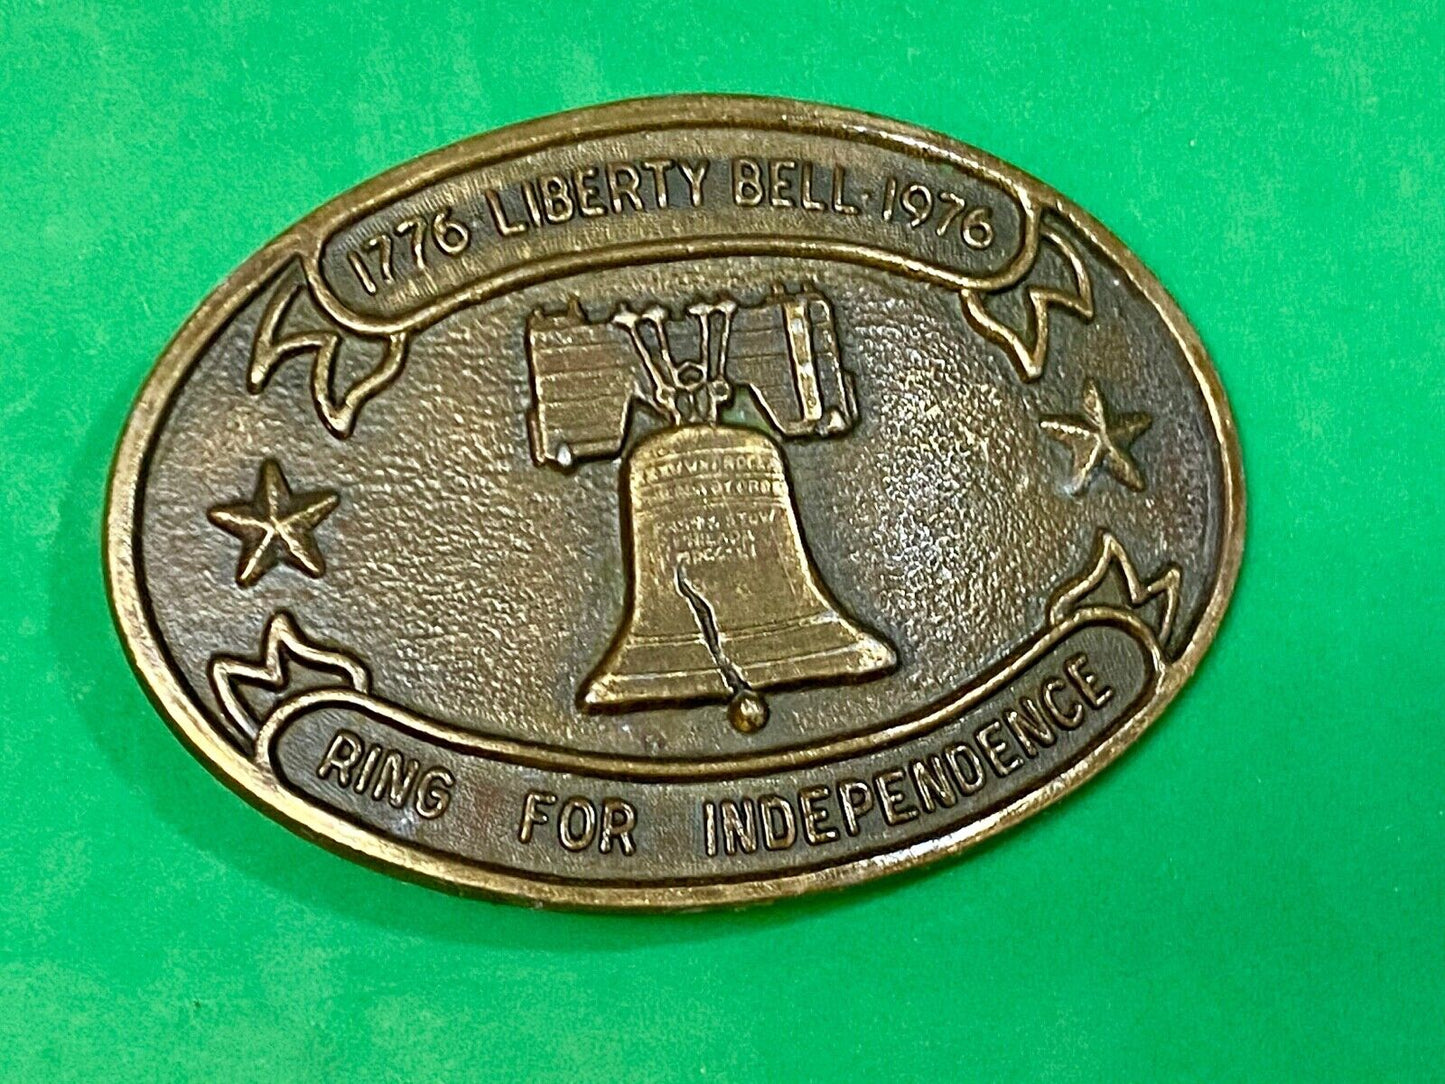 1776 · LIBERTY BELL · 1976
RING FOR INDEPENDENCE